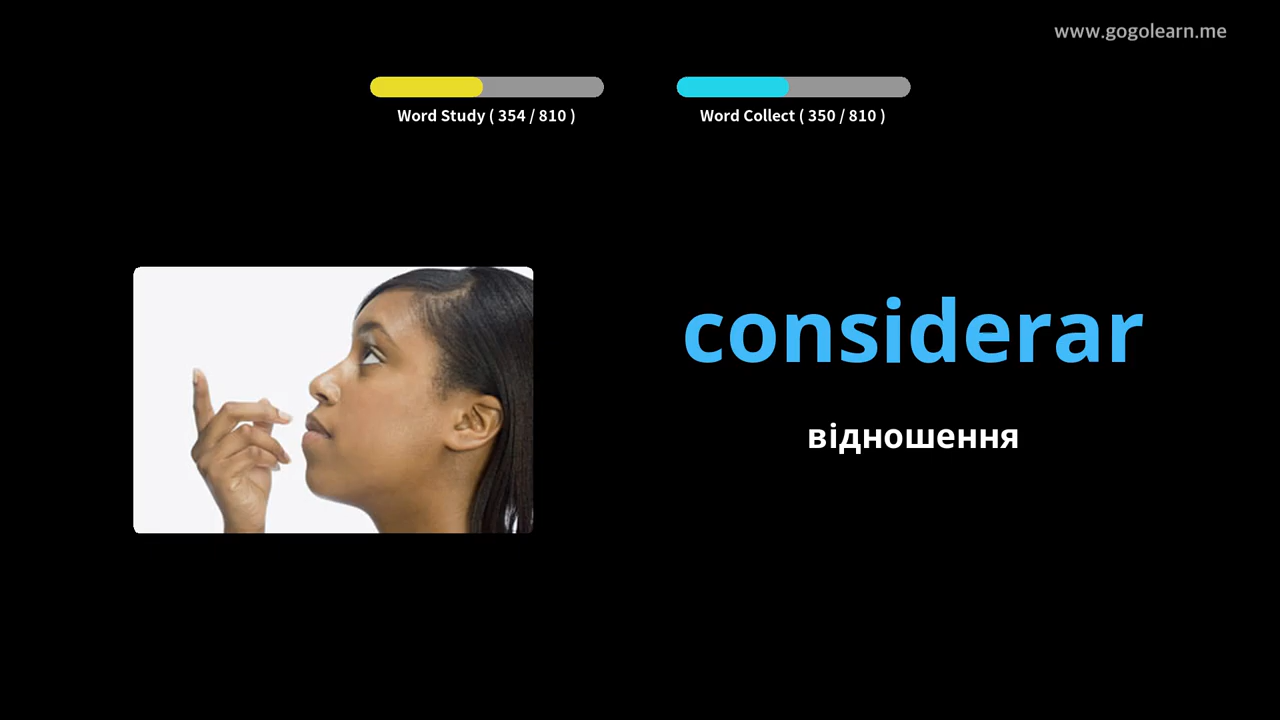 www.gogolearn.me
Word Study ( 354 / 810 )
Word Collect ( 350 / 810 )
considerar
відношення